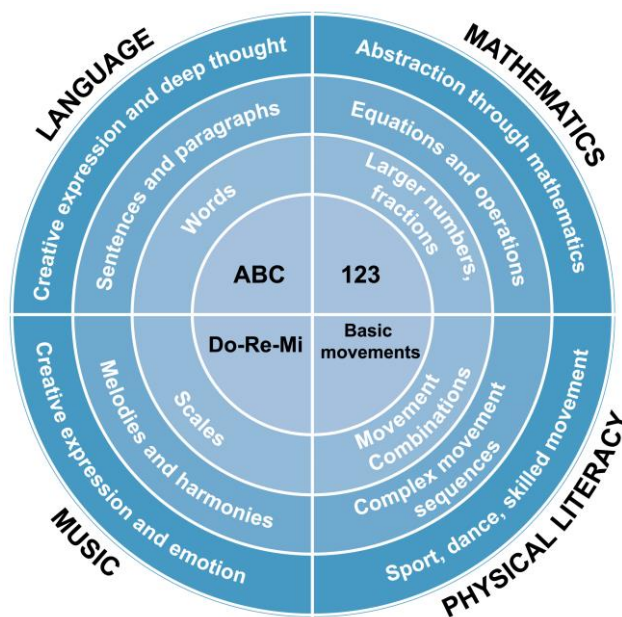 LANGUAGE
Creative expression and deep thought
Sentences and paragraphs
Words
ABC
MATHEMATICS
Abstraction through mathematics
Equations and operations
Larger numbers,
fractions
123
MUSIC
Creative expression and emotion
Melodies and harmonies
Scales
Do-Re-Mi
PHYSICAL LITERACY
Sport, dance, skilled movement
Complex movement
sequences
Movement
Combinations
Basic
movements